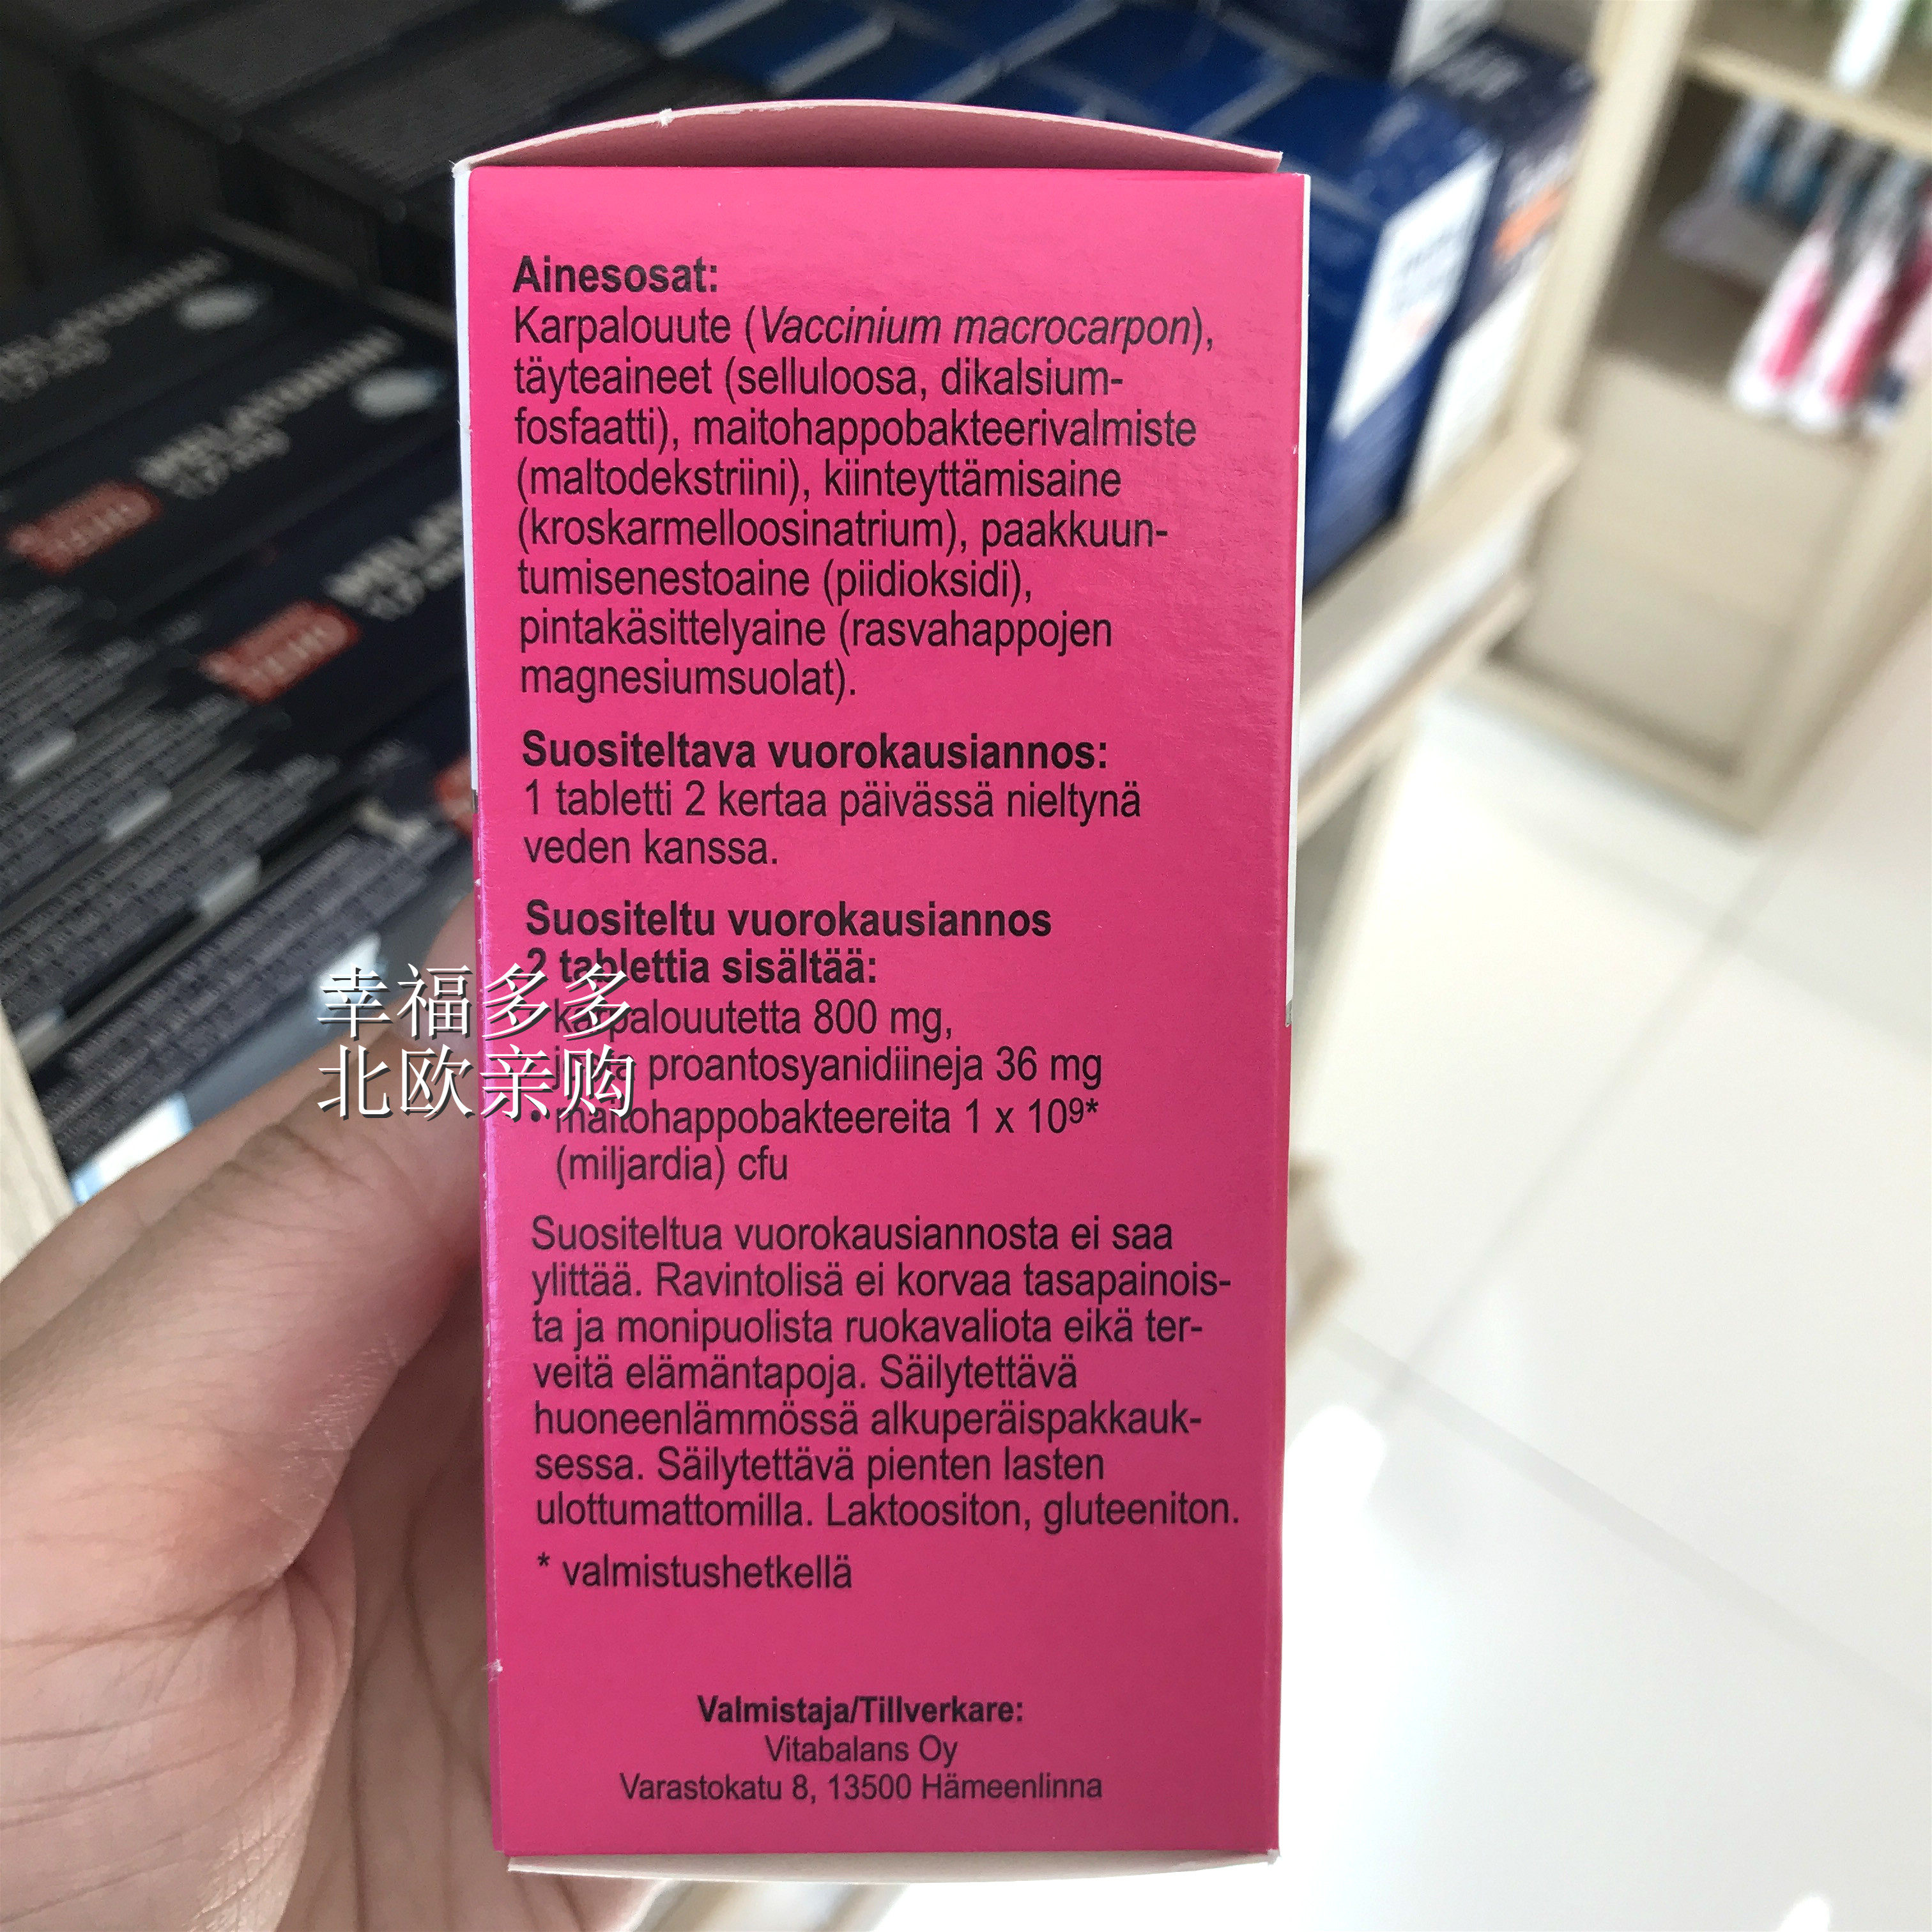 Ainesosat:
Karpalouute (Vaccinium macrocarpon),
täyteaineet (selluloosa, dikalsium-
fosfaatti), maitohappobakteerivalmiste
(maltodekstriini), kiinteyttämisaine
(kroskarmelloosinatrium), paakkuun-
tumisenestoaine (piidioksidi),
pintakäsittelyaine (rasvahappojen
magnesiumsuolat).
Suositeltava vuorokausiannos:
1 tabletti 2 kertaa päivässä nieltynä
veden kanssa.
Suositeltu vuorokausiannos
2 tablettia sisältää:
karpalouutetta 800 mg,
proantosyanidiineja 36 mg
• maitohappobakteereita 1 x 10⁹*
(miljardia) cfu
Suositeltua vuorokausiannosta ei saa
ylittää. Ravintolisä ei korvaa tasapainois-
ta ja monipuolista ruokavaliota eikä ter-
veitä elämäntapoja. Säilytettävä
huoneenlämmössä alkuperäispakkauk-
sessa. Säilytettävä pienten lasten
ulottumattomilla. Laktoositon, gluteeniton.
* valmistushetkellä
Valmistaja/Tillverkare:
Vitabalans Oy
Varastokatu 8, 13500 Hämeenlinna
幸福多多
北欧亲购